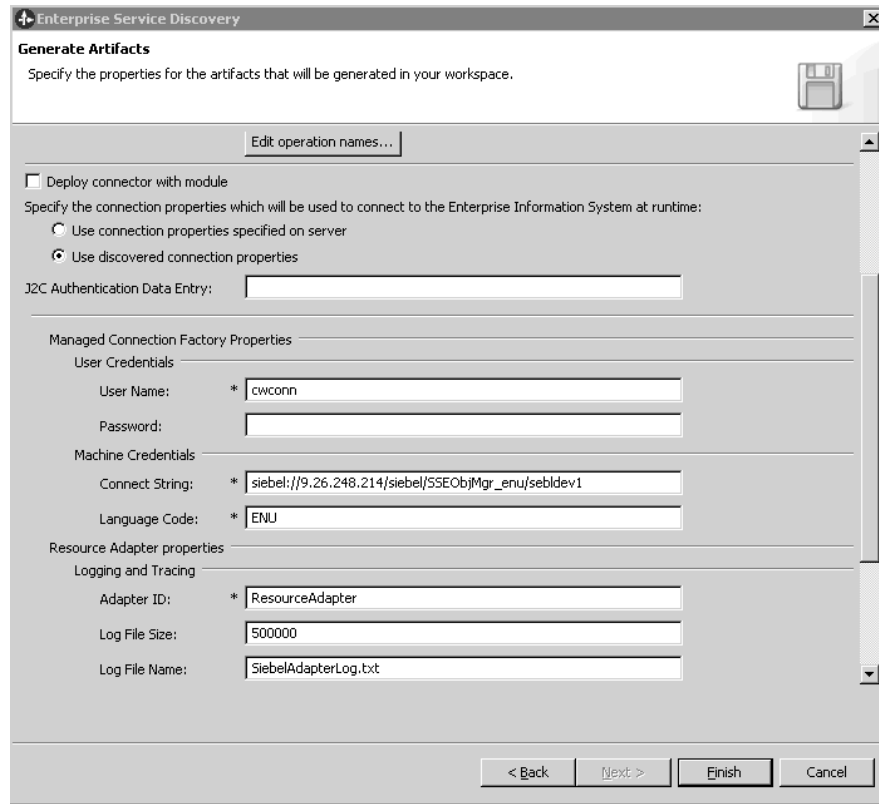 Enterprise Service Discovery
Generate Artifacts
Specify the properties for the artifacts that will be generated in your workspace.
Edit operation names...
Deploy connector with module
Specify the connection properties which will be used to connect to the Enterprise Information System at runtime:
Use connection properties specified on server
Use discovered connection properties
J2C Authentication Data Entry:
Managed Connection Factory Properties
User Credentials
User Name: * cwconn
Password:
Machine Credentials
Connect String: * siebel://9.26.248.214/siebel/SSEObjMgr_enu/sebldev1
Language Code: * ENU
Resource Adapter properties
Logging and Tracing
Adapter ID: * ResourceAdapter
Log File Size: 500000
Log File Name: SiebelAdapterLog.txt
< Back Next > Finish Cancel